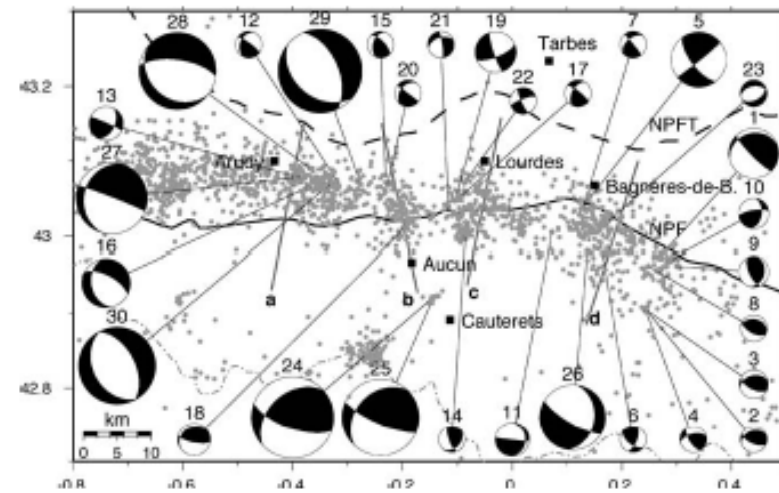 28 12 29 15 21 19 7 5
Tarbes
43.2
20 22 17 23
13
NPFT
1
27
Arudy
Lourdes
Bagnères-de-B.
10
43
NPF
9
16
Aucun
a b c
8
30
Cauterets
d
3
42.8
24 25 26
km
18 14 11 6 4 2
0 5 10
-0.8 -0.6 -0.4 -0.2 0 0.2 0.4